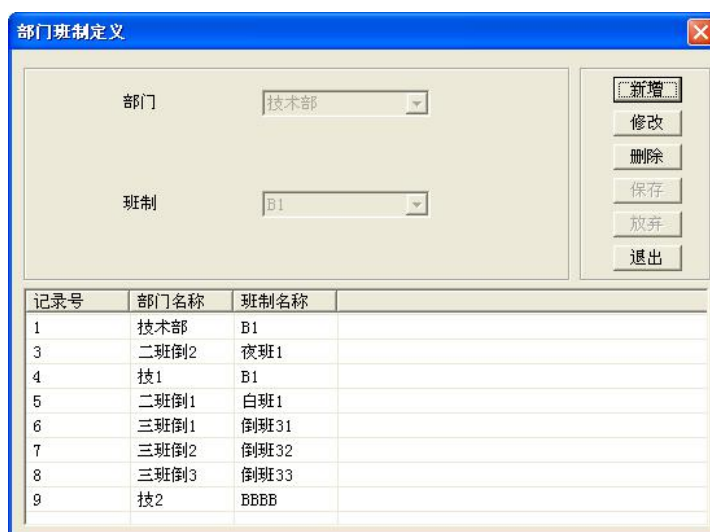 部门班制定义
部门 技术部
班制 B1
新增
修改
删除
保存
放弃
退出
记录号 部门名称 班制名称
1 技术部 B1
3 二班倒2 夜班1
4 技1 B1
5 二班倒1 白班1
6 三班倒1 倒班31
7 三班倒2 倒班32
8 三班倒3 倒班33
9 技2 BBBB